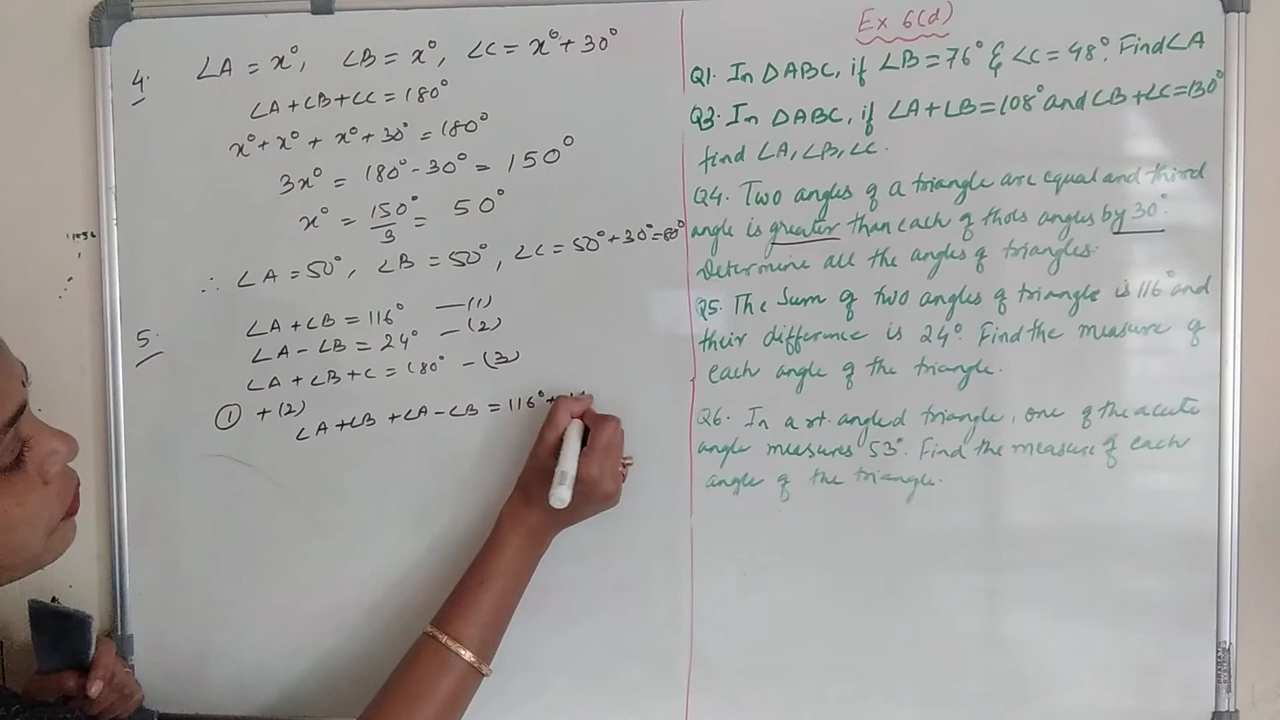 4. ∠A = x°, ∠B = x°, ∠C = x° + 30°
∠A + ∠B + ∠C = 180°
x° + x° + x° + 30° = 180°
3x° = 180° - 30° = 150°
x° = 150°/3 = 50°
∴ ∠A = 50°, ∠B = 50°, ∠C = 50° + 30° = 80°
5. ∠A + ∠B = 116° —(1)
∠A - ∠B = 24° —(2)
∠A + ∠B + C = 180° —(3)
① + (2)
∠A + ∠B + ∠A - ∠B = 116° +
Ex 6(d)
Q1. In △ABC, if ∠B = 76° & ∠C = 48°. Find ∠A
Q3. In △ABC, if ∠A + ∠B = 108° and ∠B + ∠C = 130°
find ∠A, ∠B, ∠C.
Q4. Two angles of a triangle are equal and third
angle is greater than each of thols angles by 30°.
Determine all the angles of triangles.
Q5. The Sum of two angles of triangle is 116° and
their difference is 24°. Find the measure of
each angle of the triangle.
Q6. In a rt. angled triangle, one of the acute
angle measures 53°. Find the measure of each
angle of the triangle.